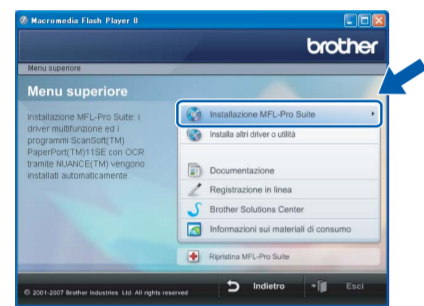 Macromedia Flash Player 8
brother
Menu superiore
Menu superiore
Installazione MFL-Pro Suite: i
driver multifunzione ed i
programmi ScanSoft(TM)
PaperPort(TM)11SE con OCR
tramite NUANCE(TM) vengono
installati automaticamente.
Installazione MFL-Pro Suite
Installa altri driver o utilità
Documentazione
Registrazione in linea
Brother Solutions Center
Informazioni sui materiali di consumo
Ripristina MFL-Pro Suite
© 2001-2007 Brother Industries Ltd. All rights reserved
Indietro
Esci